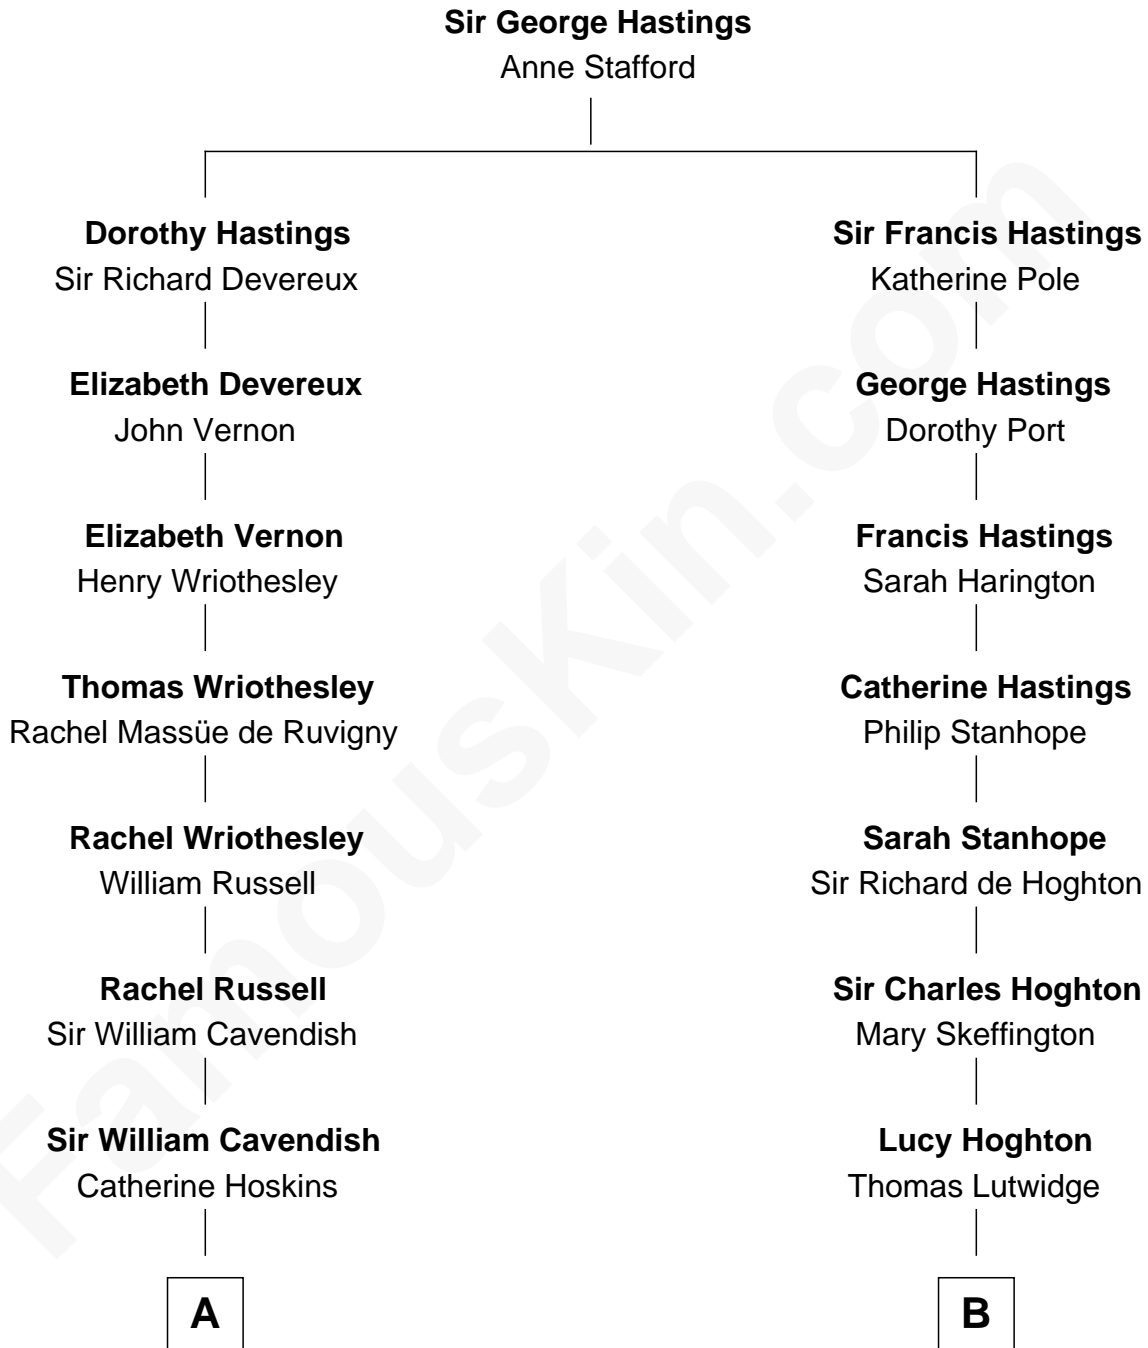 Sir George Hastings
Anne Stafford
Dorothy Hastings
Sir Richard Devereux
Elizabeth Devereux
John Vernon
Elizabeth Vernon
Henry Wriothesley
Thomas Wriothesley
Rachel Massüe de Ruvigny
Rachel Wriothesley
William Russell
Rachel Russell
Sir William Cavendish
Sir William Cavendish
Catherine Hoskins
A
Sir Francis Hastings
Katherine Pole
George Hastings
Dorothy Port
Francis Hastings
Sarah Harington
Catherine Hastings
Philip Stanhope
Sarah Stanhope
Sir Richard de Hoghton
Sir Charles Hoghton
Mary Skeffington
Lucy Hoghton
Thomas Lutwidge
B
FamousKin.com